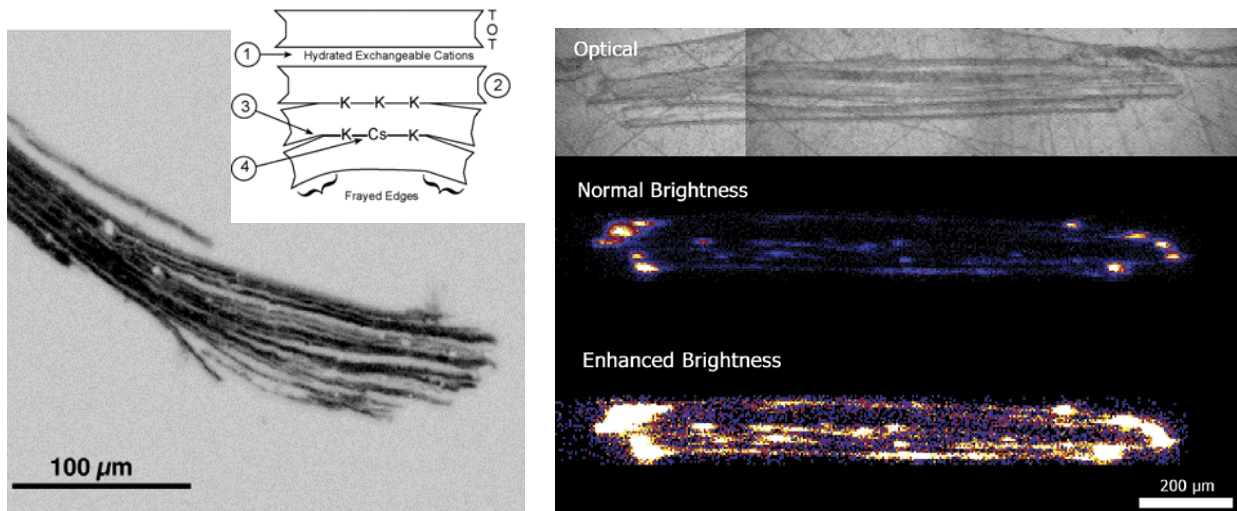 T
O
T
1
Hydrated Exchangeable Cations
2
K K K
3
K Cs K
4
Frayed Edges
100 µm
Optical
Normal Brightness
Enhanced Brightness
200 µm